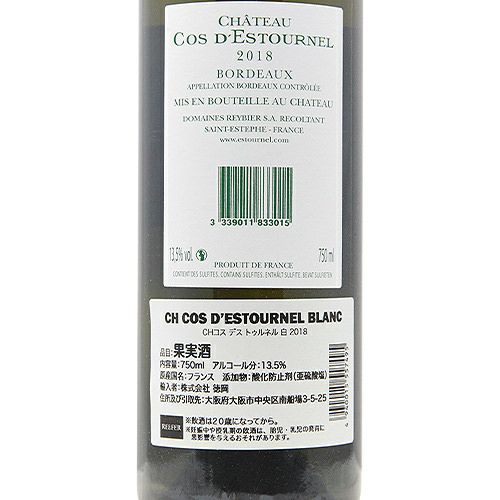 CHÂTEAU
COS D'ESTOURNEL
2018
BORDEAUX
APPELLATION BORDEAUX CONTRÔLÉE
MIS EN BOUTEILLE AU CHATEAU
DOMAINES REYBIER S.A. RECOLTANT
SAINT-ESTEPHE - FRANCE
www.estournel.com
3 339011 833015
13,5% vol.
750 ml
PRODUIT DE FRANCE
CONTIENT DES SULFITES, CONTAINS SULFITES, ENTHÄLT SULFITE, BEVAT SULFIETEN
CH COS D'ESTOURNEL BLANC
CHコス デス トゥルネル 白 2018
品目:果実酒
内容量:750ml アルコール分:13.5%
原産国名:フランス 添加物:酸化防止剤(亜硫酸塩)
輸入者:株式会社 徳岡
住所及び引取先:大阪府大阪市中央区南船場3-5-25
REEFER
※飲酒は20歳になってから。
※妊娠中や授乳期の飲酒は、胎児・乳児の発育に
悪影響を与えるおそれがあります。